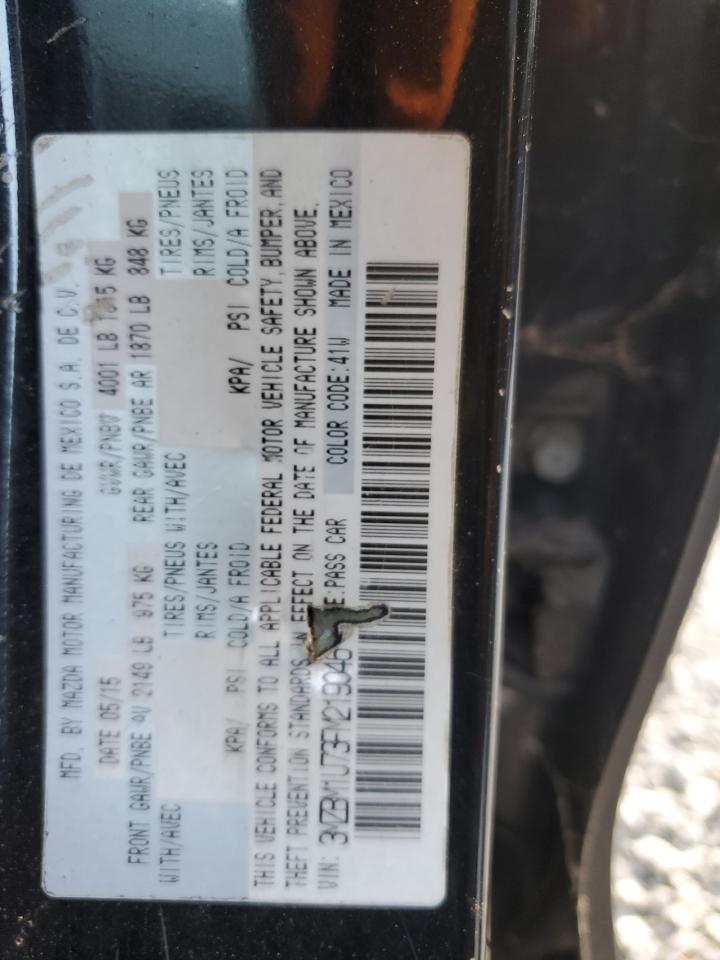 MFD. BY MAZDA MOTOR MANUFACTURING DE MEXICO S.A. DE C.V.
DATE 05/15 GVWR/PNBV 4001 LB 1815 KG
FRONT GAWR/PNBE AV 2149 LB 975 KG REAR GAWR/PNBE AR 1870 LB 848 KG
WITH/AVEC TIRES/PNEUS WITH/AVEC TIRES/PNEUS
RIMS/JANTES RIMS/JANTES
KPA/ PSI COLD/A FROID KPA/ PSI COLD/A FROID
THIS VEHICLE CONFORMS TO ALL APPLICABLE FEDERAL MOTOR VEHICLE SAFETY, BUMPER, AND
THEFT PREVENTION STANDARDS IN EFFECT ON THE DATE OF MANUFACTURE SHOWN ABOVE.
VIN: 3MZBM1U73FM219046 E:PASS CAR COLOR CODE:41W MADE IN MEXICO